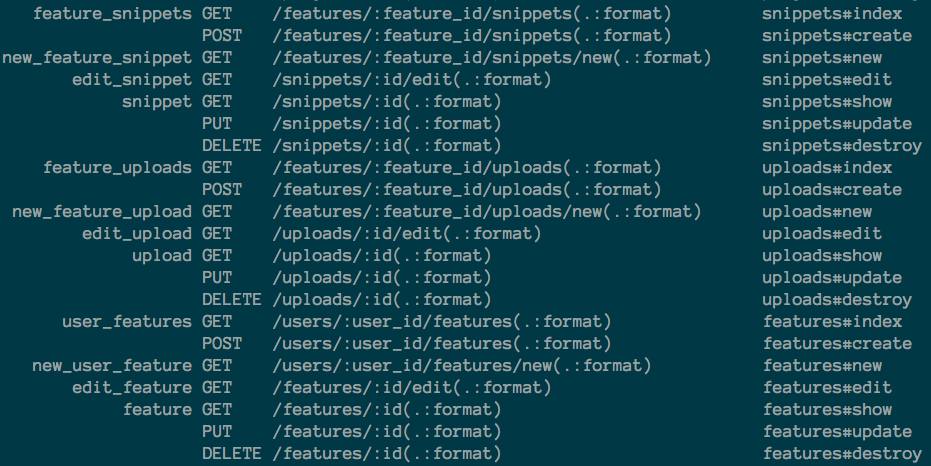 feature_snippets GET /features/:feature_id/snippets(.:format) snippets#index
POST /features/:feature_id/snippets(.:format) snippets#create
new_feature_snippet GET /features/:feature_id/snippets/new(.:format) snippets#new
edit_snippet GET /snippets/:id/edit(.:format) snippets#edit
snippet GET /snippets/:id(.:format) snippets#show
PUT /snippets/:id(.:format) snippets#update
DELETE /snippets/:id(.:format) snippets#destroy
feature_uploads GET /features/:feature_id/uploads(.:format) uploads#index
POST /features/:feature_id/uploads(.:format) uploads#create
new_feature_upload GET /features/:feature_id/uploads/new(.:format) uploads#new
edit_upload GET /uploads/:id/edit(.:format) uploads#edit
upload GET /uploads/:id(.:format) uploads#show
PUT /uploads/:id(.:format) uploads#update
DELETE /uploads/:id(.:format) uploads#destroy
user_features GET /users/:user_id/features(.:format) features#index
POST /users/:user_id/features(.:format) features#create
new_user_feature GET /users/:user_id/features/new(.:format) features#new
edit_feature GET /features/:id/edit(.:format) features#edit
feature GET /features/:id(.:format) features#show
PUT /features/:id(.:format) features#update
DELETE /features/:id(.:format) features#destroy